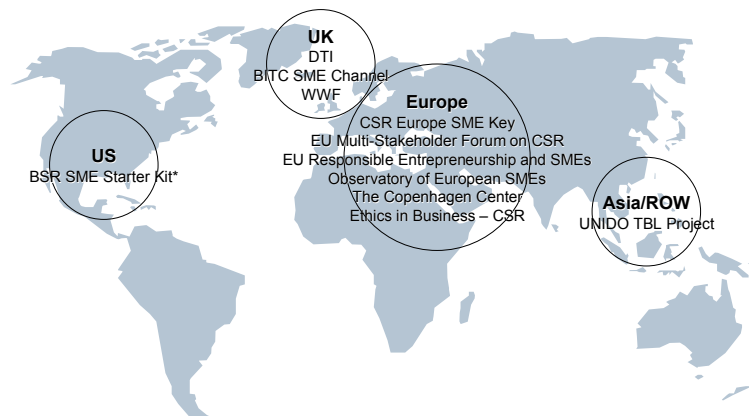 UK
DTI
BITC SME Channel
WWF
Europe
CSR Europe SME Key
EU Multi-Stakeholder Forum on CSR
EU Responsible Entrepreneurship and SMEs
Observatory of European SMEs
The Copenhagen Center
Ethics in Business – CSR
US
BSR SME Starter Kit*
Asia/ROW
UNIDO TBL Project